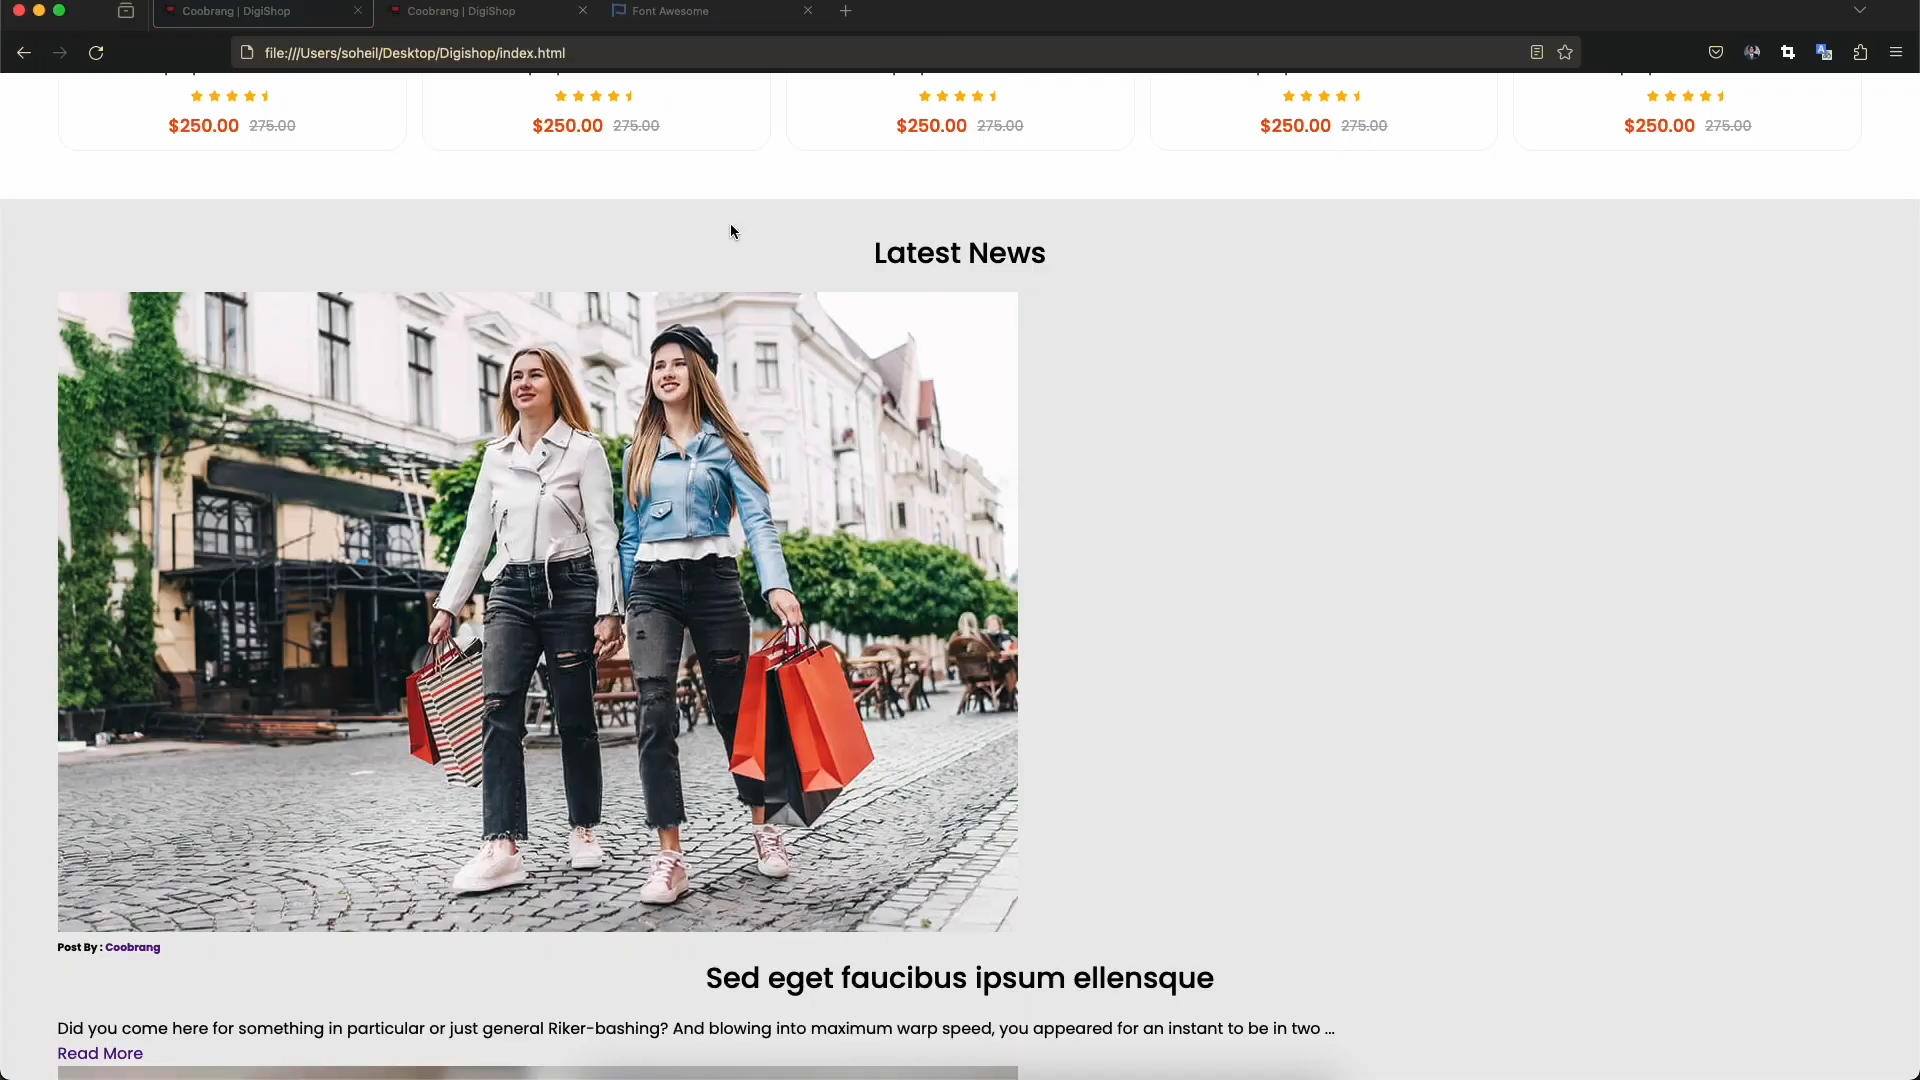 Coobrang | DigiShop
Coobrang | DigiShop
Font Awesome
file:///Users/soheil/Desktop/Digishop/index.html
$250.00 275.00
$250.00 275.00
$250.00 275.00
$250.00 275.00
$250.00 275.00
Latest News
Post By : Coobrang
Sed eget faucibus ipsum ellensque
Did you come here for something in particular or just general Riker-bashing? And blowing into maximum warp speed, you appeared for an instant to be in two ...
Read More